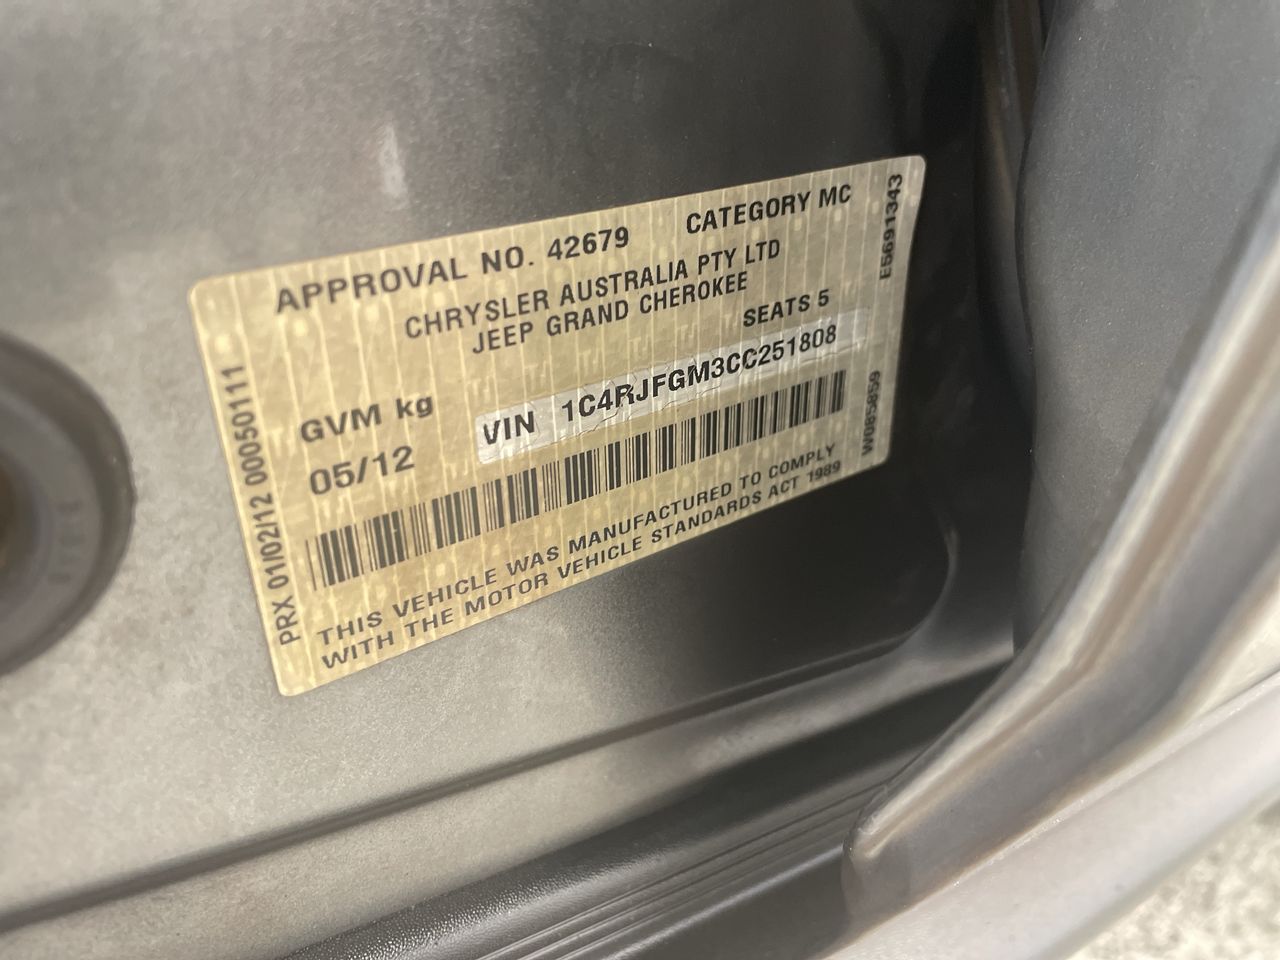 APPROVAL NO. 42679 CATEGORY MC
CHRYSLER AUSTRALIA PTY LTD
JEEP GRAND CHEROKEE
SEATS 5
GVM kg
VIN 1C4RJFGM3CC251808
05/12
THIS VEHICLE WAS MANUFACTURED TO COMPLY
WITH THE MOTOR VEHICLE STANDARDS ACT 1989
PRX 01/02/12 00050111
E5691343
W085859